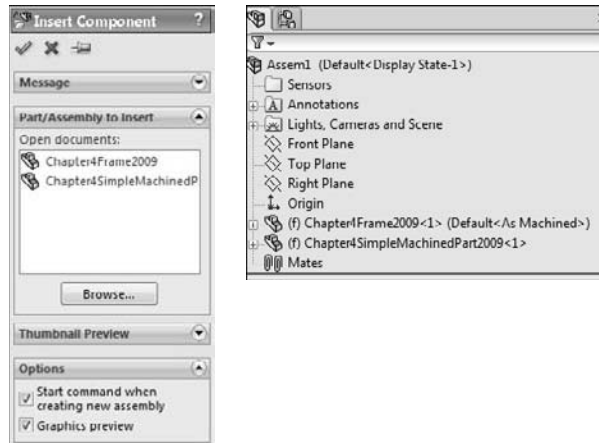 Insert Component ?
Message
Part/Assembly to Insert
Open documents:
Chapter4Frame2009
Chapter4SimpleMachinedP
Browse...
Thumbnail Preview
Options
Start command when
creating new assembly
Graphics preview
Assem1 (Default<Display State-1>)
Sensors
A Annotations
Lights, Cameras and Scene
Front Plane
Top Plane
Right Plane
Origin
(f) Chapter4Frame2009<1> (Default<As Machined>)
(f) Chapter4SimpleMachinedPart2009<1>
Mates